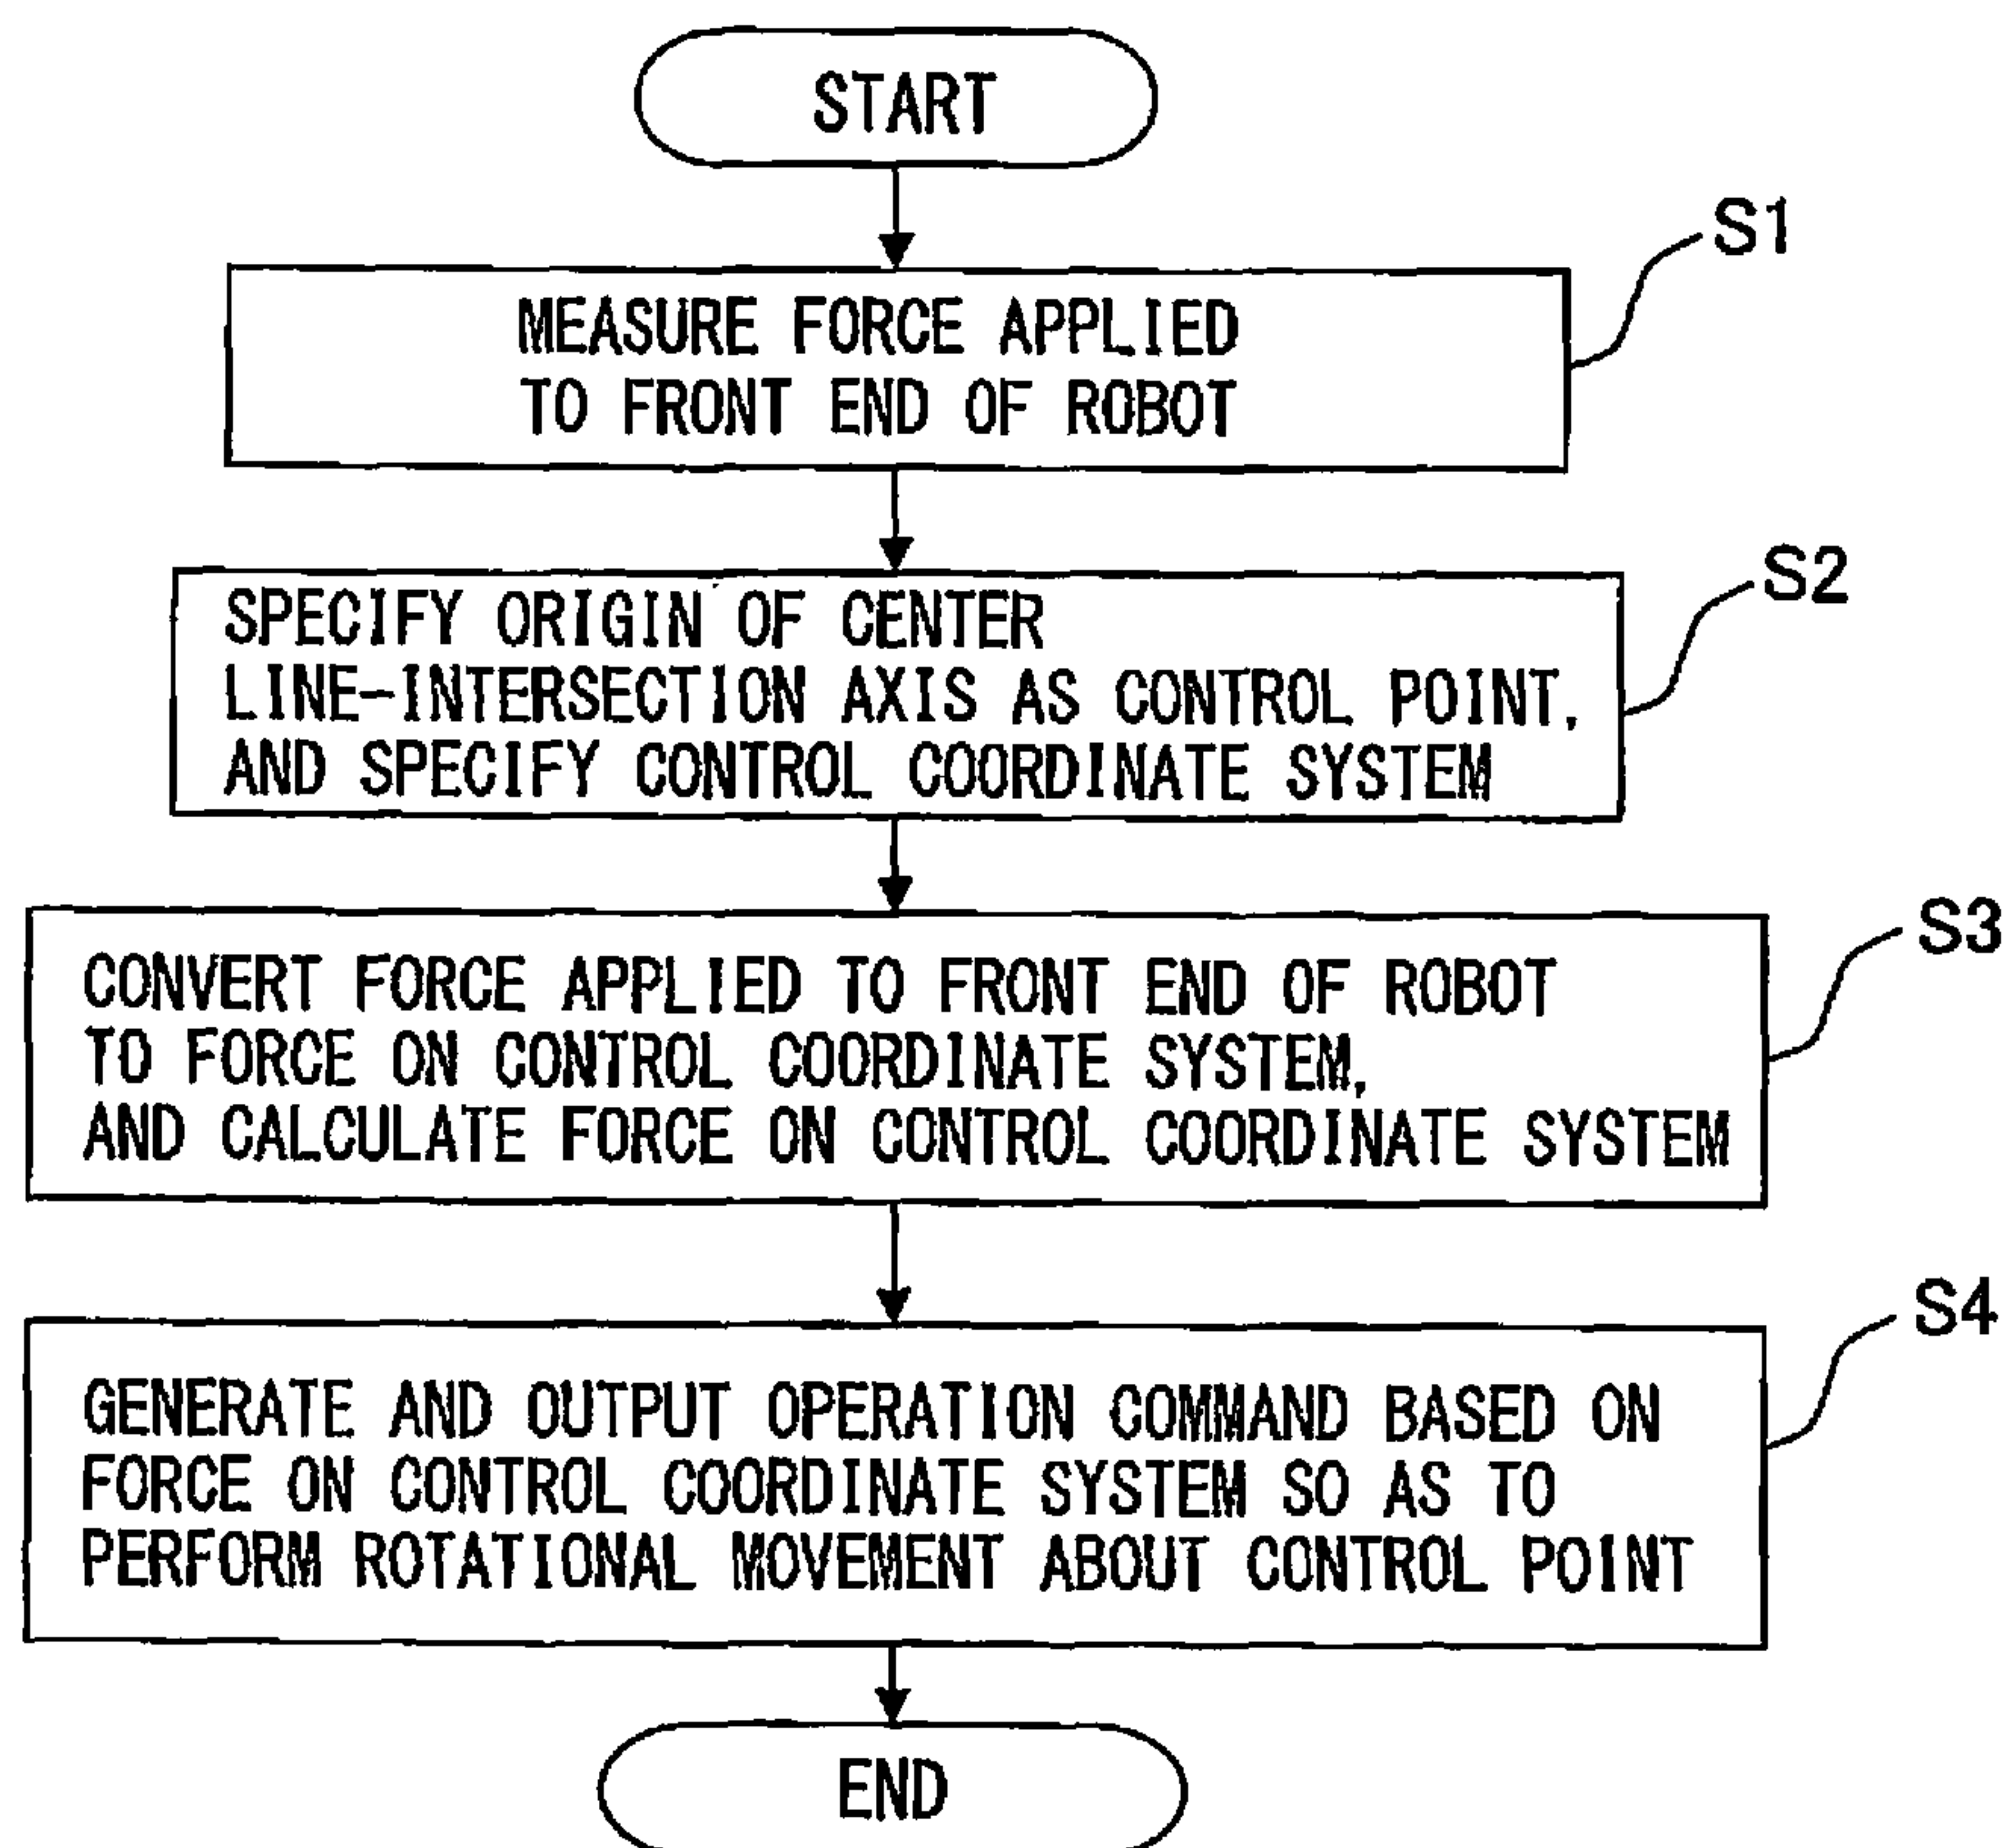 START
S1
MEASURE FORCE APPLIED
TO FRONT END OF ROBOT
S2
SPECIFY ORIGIN OF CENTER
LINE-INTERSECTION AXIS AS CONTROL POINT,
AND SPECIFY CONTROL COORDINATE SYSTEM
S3
CONVERT FORCE APPLIED TO FRONT END OF ROBOT
TO FORCE ON CONTROL COORDINATE SYSTEM,
AND CALCULATE FORCE ON CONTROL COORDINATE SYSTEM
S4
GENERATE AND OUTPUT OPERATION COMMAND BASED ON
FORCE ON CONTROL COORDINATE SYSTEM SO AS TO
PERFORM ROTATIONAL MOVEMENT ABOUT CONTROL POINT
END